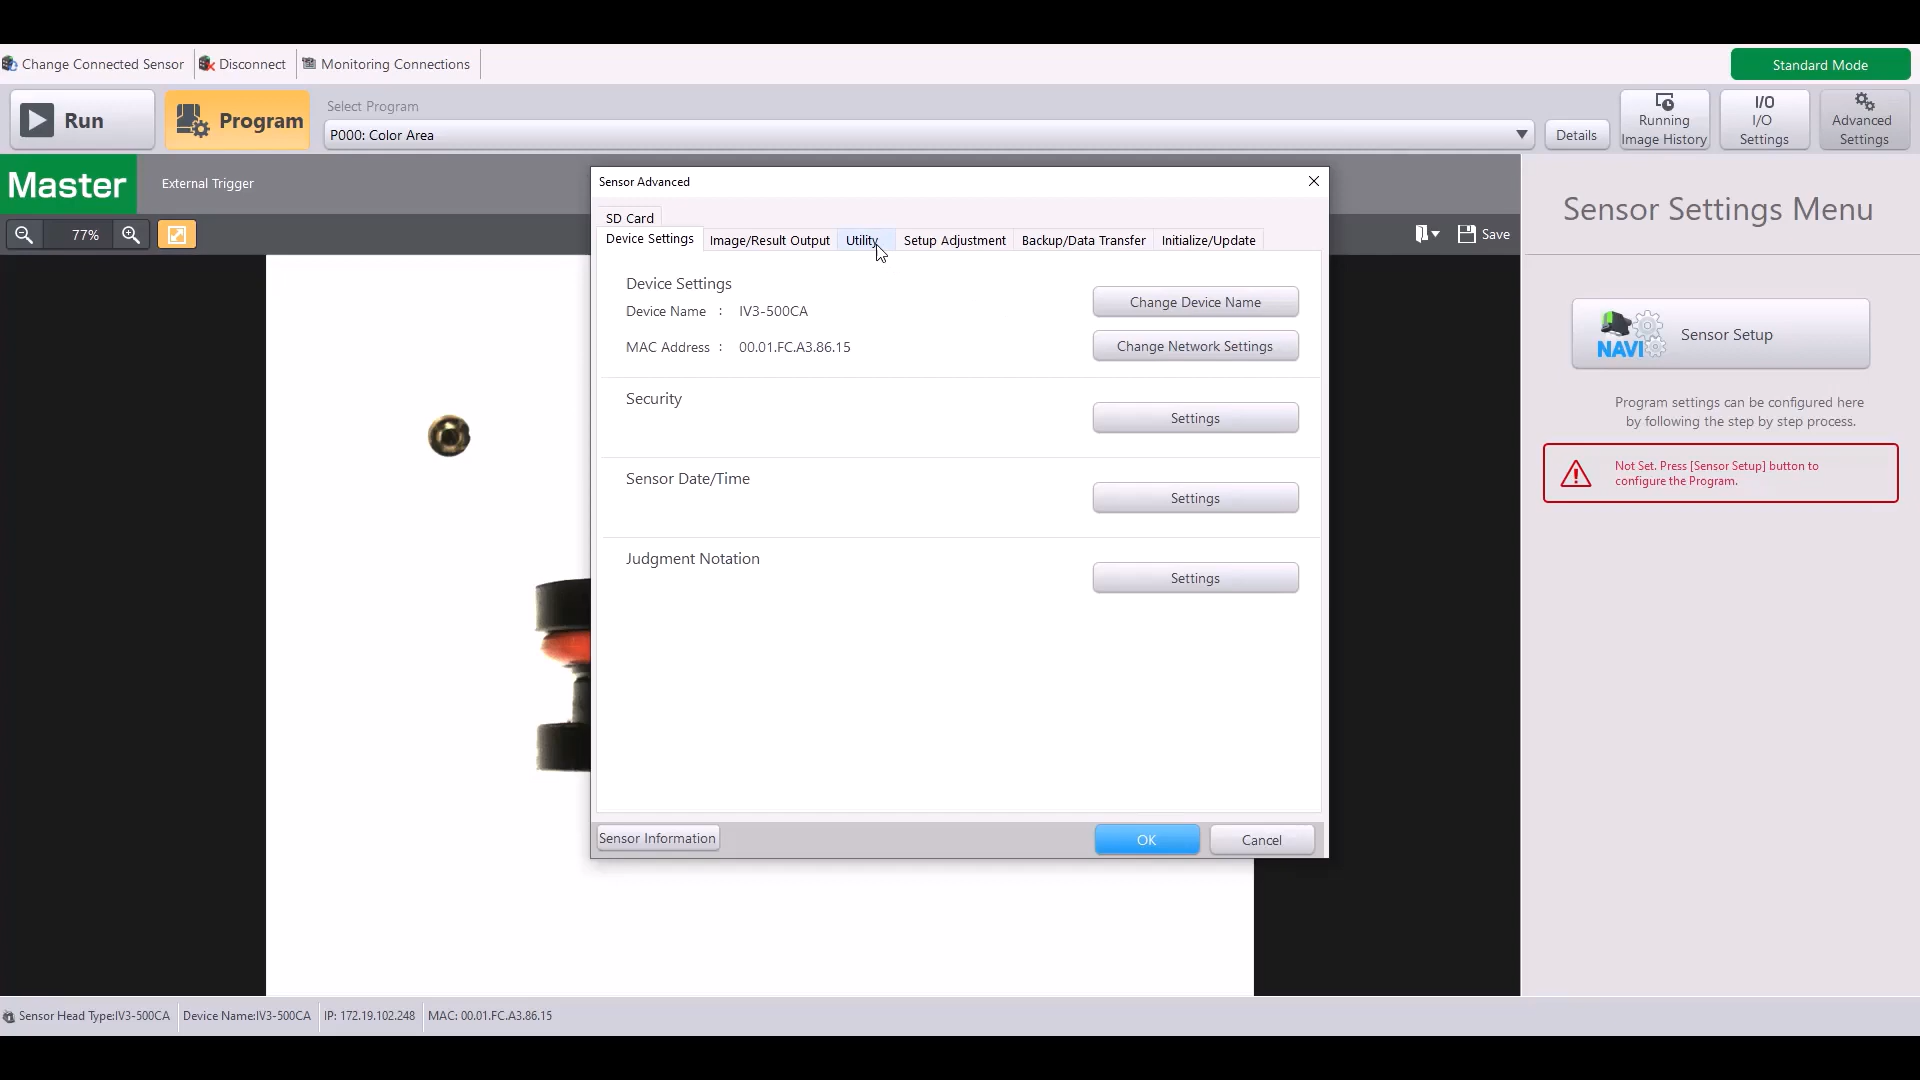 Change Connected Sensor
Disconnect
Monitoring Connections
Standard Mode
Run
Program
Select Program
P000: Color Area
Details
Running
Image History
I/O
I/O
Settings
Advanced
Settings
Master
External Trigger
77%
Save
Sensor Advanced
SD Card
Device Settings
Image/Result Output
Utility
Setup Adjustment
Backup/Data Transfer
Initialize/Update
Device Settings
Device Name : IV3-500CA
MAC Address : 00.01.FC.A3.86.15
Change Device Name
Change Network Settings
Security
Settings
Sensor Date/Time
Settings
Judgment Notation
Settings
Sensor Information
OK
Cancel
Sensor Settings Menu
NAVI
Sensor Setup
Program settings can be configured here
by following the step by step process.
Not Set. Press [Sensor Setup] button to
configure the Program.
Sensor Head Type:IV3-500CA
Device Name:IV3-500CA
IP: 172.19.102.248
MAC: 00.01.FC.A3.86.15